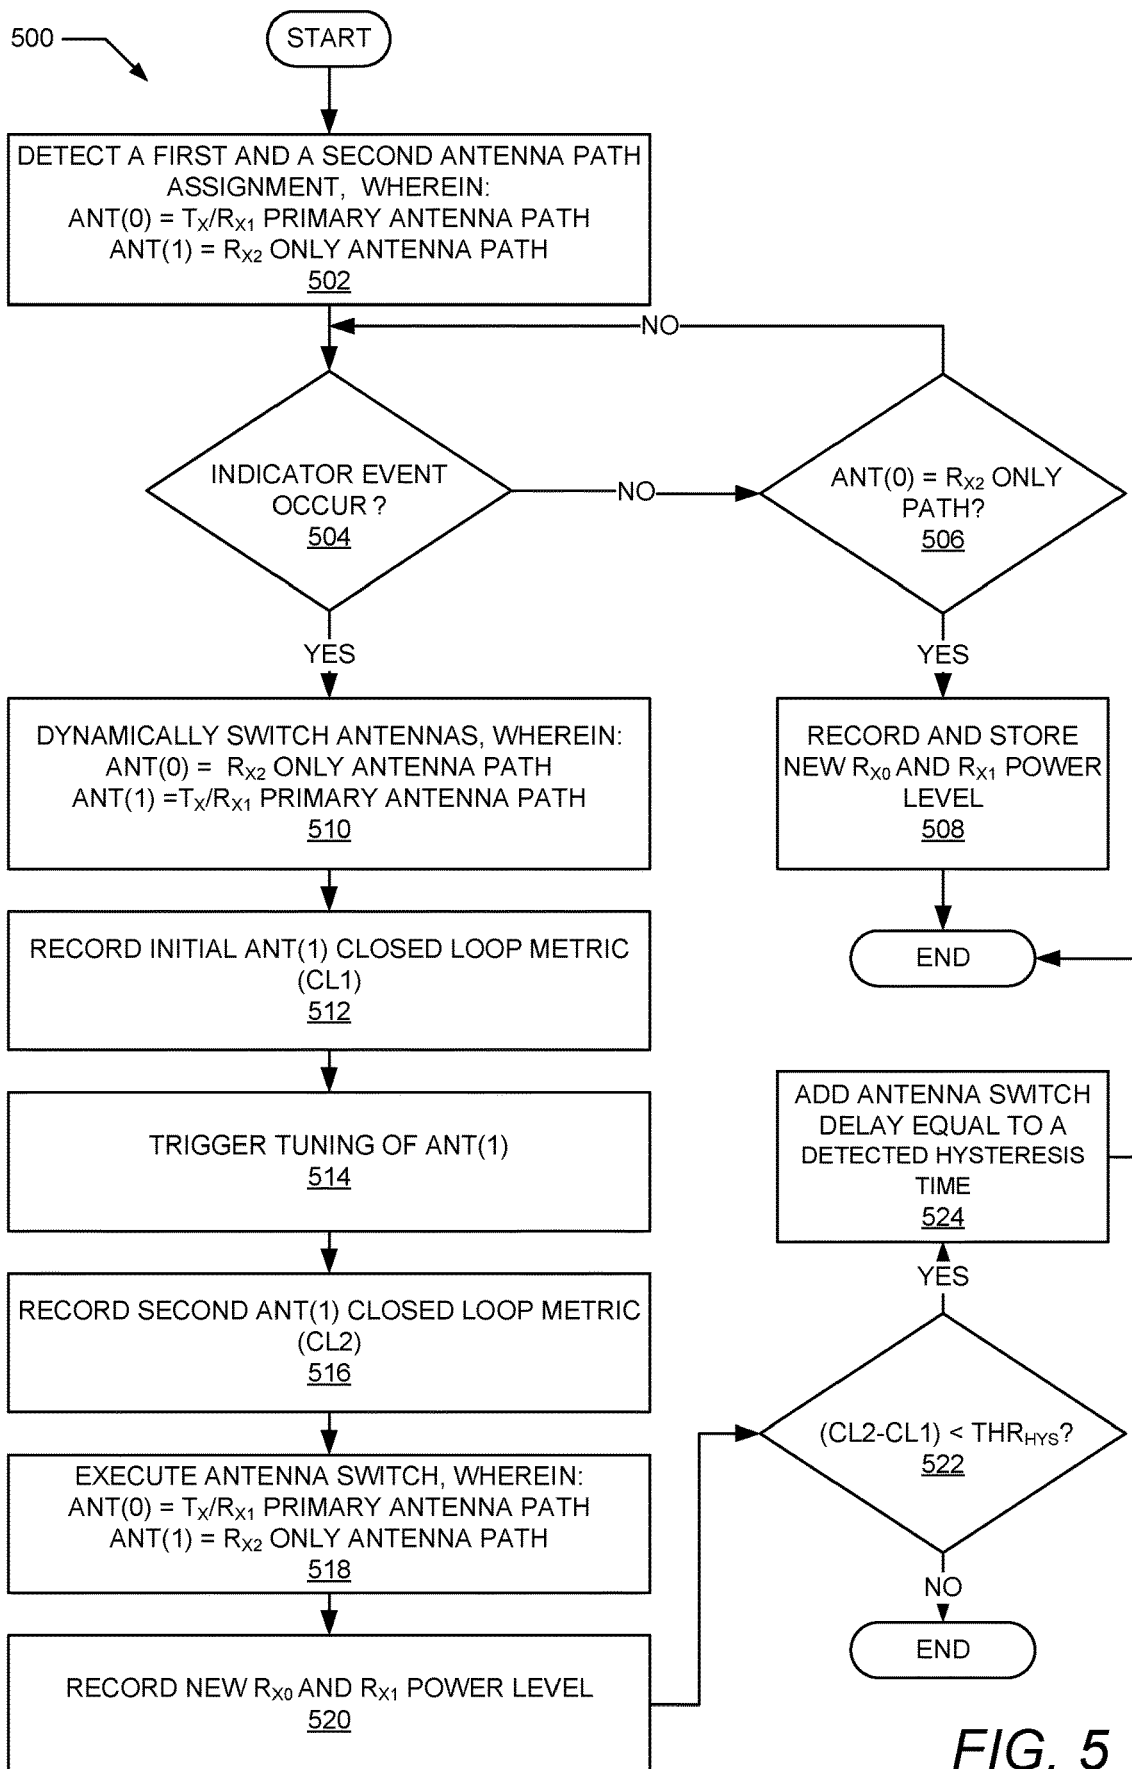 500
START
DETECT A FIRST AND A SECOND ANTENNA PATH
ASSIGNMENT, WHEREIN:
ANT(0) = TX/RX1 PRIMARY ANTENNA PATH
ANT(1) = RX2 ONLY ANTENNA PATH
502
NO
INDICATOR EVENT
OCCUR ?
504
NO
ANT(0) = RX2 ONLY
PATH?
506
YES
YES
DYNAMICALLY SWITCH ANTENNAS, WHEREIN:
ANT(0) = RX2 ONLY ANTENNA PATH
ANT(1) =TX/RX1 PRIMARY ANTENNA PATH
510
RECORD AND STORE
NEW RX0 AND RX1 POWER
LEVEL
508
END
RECORD INITIAL ANT(1) CLOSED LOOP METRIC
(CL1)
512
TRIGGER TUNING OF ANT(1)
514
ADD ANTENNA SWITCH
DELAY EQUAL TO A
DETECTED HYSTERESIS
TIME
524
YES
RECORD SECOND ANT(1) CLOSED LOOP METRIC
(CL2)
516
(CL2-CL1) < THRHYS?
522
EXECUTE ANTENNA SWITCH, WHEREIN:
ANT(0) = TX/RX1 PRIMARY ANTENNA PATH
ANT(1) = RX2 ONLY ANTENNA PATH
518
NO
END
RECORD NEW RX0 AND RX1 POWER LEVEL
520
FIG. 5